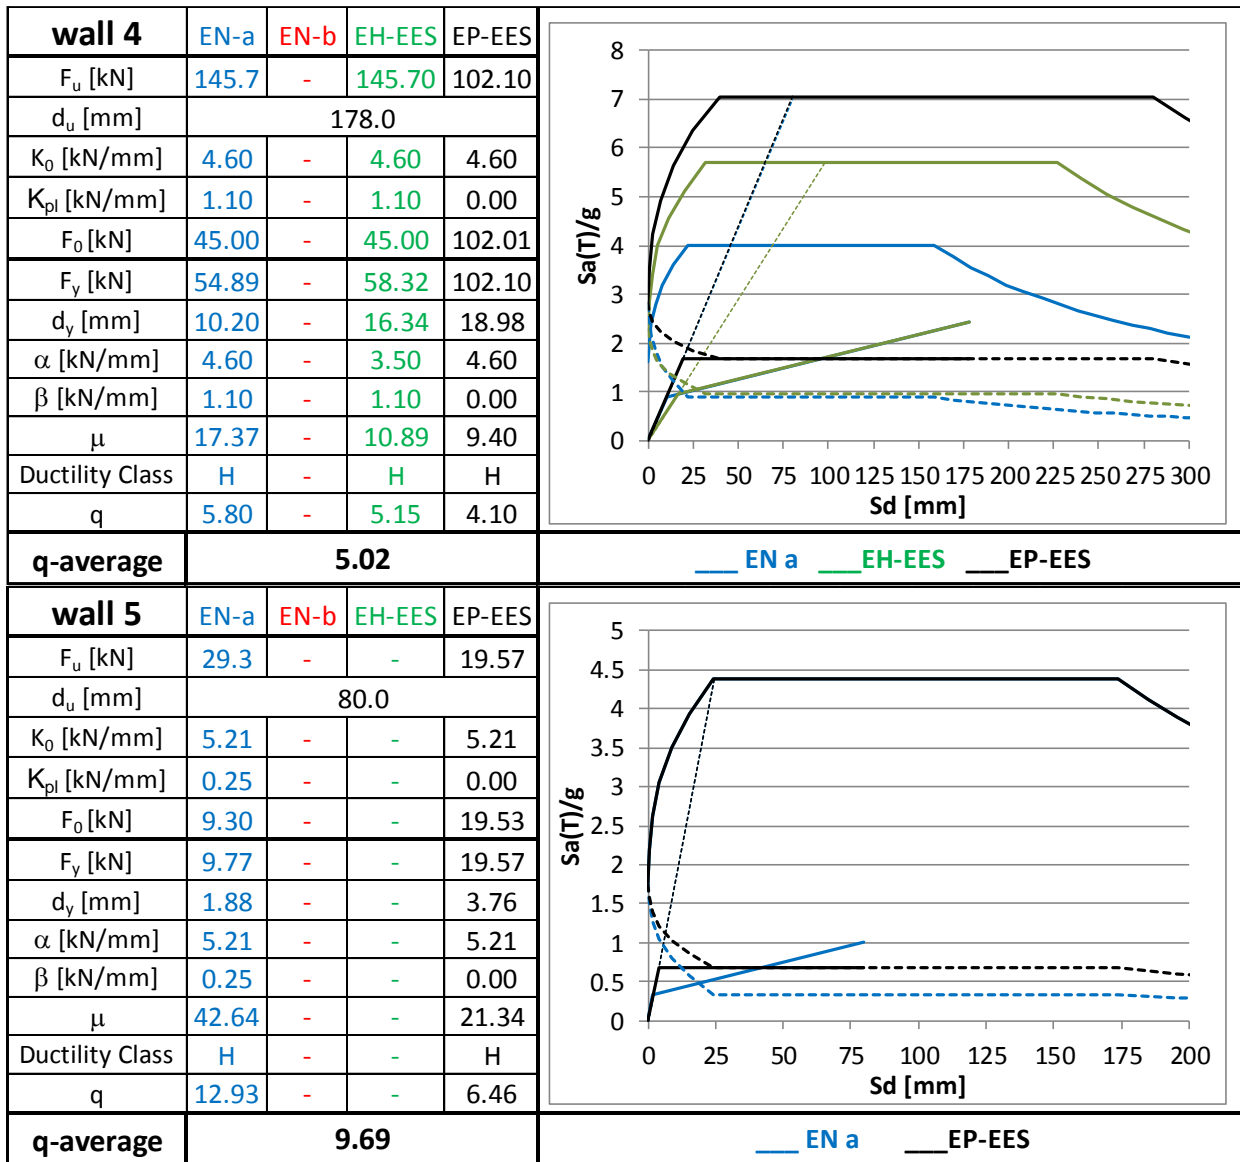 wall 4 EN-a EN-b EH-EES EP-EES
Fu [kN] 145.7 - 145.70 102.10
du [mm] 178.0
K0 [kN/mm] 4.60 - 4.60 4.60
Kpl [kN/mm] 1.10 - 1.10 0.00
F0 [kN] 45.00 - 45.00 102.01
Fy [kN] 54.89 - 58.32 102.10
dy [mm] 10.20 - 16.34 18.98
α [kN/mm] 4.60 - 3.50 4.60
β [kN/mm] 1.10 - 1.10 0.00
μ 17.37 - 10.89 9.40
Ductility Class H - H H
q 5.80 - 5.15 4.10
q-average 5.02
Sa(T)/g
8
7
6
5
4
3
2
1
0
0 25 50 75 100 125 150 175 200 225 250 275 300
Sd [mm]
___ EN a ___EH-EES ___EP-EES
wall 5 EN-a EN-b EH-EES EP-EES
Fu [kN] 29.3 - - 19.57
du [mm] 80.0
K0 [kN/mm] 5.21 - - 5.21
Kpl [kN/mm] 0.25 - - 0.00
F0 [kN] 9.30 - - 19.53
Fy [kN] 9.77 - - 19.57
dy [mm] 1.88 - - 3.76
α [kN/mm] 5.21 - - 5.21
β [kN/mm] 0.25 - - 0.00
μ 42.64 - - 21.34
Ductility Class H - - H
q 12.93 - - 6.46
q-average 9.69
Sa(T)/g
5
4.5
4
3.5
3
2.5
2
1.5
1
0.5
0
0 25 50 75 100 125 150 175 200
Sd [mm]
___ EN a ___EP-EES